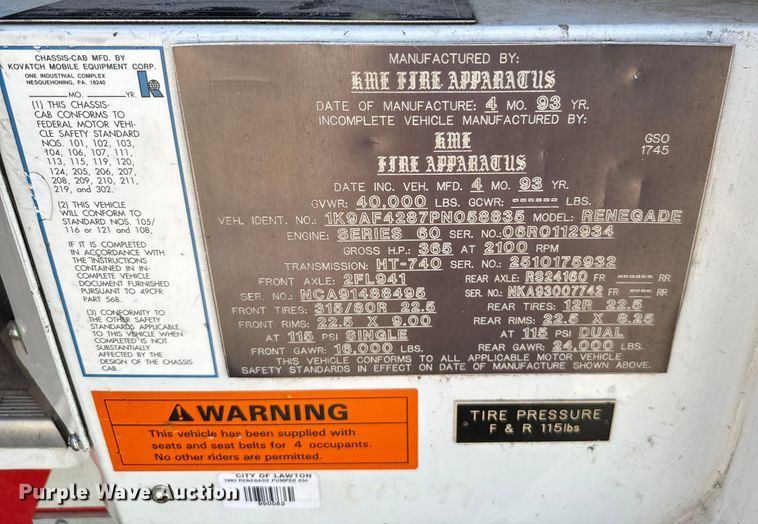 CHASSIS-CAB MFD. BY
KOVATCH MOBILE EQUIPMENT CORP.
ONE INDUSTRIAL COMPLEX
NESQUEHONING, PA. 18240
MO. YR.
(1) THIS CHASSIS-
CAB CONFORMS TO
FEDERAL MOTOR VEHI-
CLE SAFETY STANDARD
NOS. 101, 102, 103,
104, 106, 107, 111,
113, 115, 119, 120,
124, 205, 206, 207,
208, 209, 210, 211,
219, and 302.
(2) THIS VEHICLE
WILL CONFORM TO
STANDARD NOS. 105/
116 or 121 and 108,
IF IT IS COMPLETED
IN ACCORDANCE WITH
THE INSTRUCTIONS
CONTAINED IN IN-
COMPLETE VEHICLE
DOCUMENT FURNISHED
PURSUANT TO 49CFR
PART 568.
(3) CONFORMITY TO
THE OTHER SAFETY
STANDARDS APPLICABLE
TO THIS VEHICLE WHEN
COMPLETED IS NOT
SUBSTANTIALLY
AFFECTED BY THE
DESIGN OF THE CHASSIS
CAB.
MANUFACTURED BY:
KME FIRE APPARATUS
DATE OF MANUFACTURE: 4 MO. 93 YR.
INCOMPLETE VEHICLE MANUFACTURED BY:
KME
FIRE APPARATUS
GSO
1745
DATE INC. VEH. MFD. 4 MO. 93 YR.
GVWR: 40,000 LBS. GCWR: ------ LBS.
VEH. IDENT. NO.: 1K9AF4287PN058835 MODEL: RENEGADE
ENGINE: SERIES 60 SER. NO.: 06R0112934
GROSS H.P.: 365 AT 2100 RPM
TRANSMISSION: HT-740 SER. NO.: 2510175932
FRONT AXLE: 2FL941 REAR AXLE: RS24160 FR ----- RR
SER. NO.: NCA91488495 SER. NO.: NKA93007742 FR ----- RR
FRONT TIRES: 315/80R 22.5 REAR TIRES: 12R 22.5
FRONT RIMS: 22.5 X 9.00 REAR RIMS: 22.5 X 8.25
AT 115 PSI SINGLE AT 115 PSI DUAL
FRONT GAWR: 16,000 LBS. REAR GAWR: 24,000 LBS.
THIS VEHICLE CONFORMS TO ALL APPLICABLE MOTOR VEHICLE
SAFETY STANDARDS IN EFFECT ON DATE OF MANUFACTURE SHOWN ABOVE.
WARNING
This vehicle has been supplied with
seats and seat belts for 4 occupants.
No other riders are permitted.
TIRE PRESSURE
F & R 115lbs
CITY OF LAWTON
1993 RENEGADE PUMPER
990063
Purple Wave Auction